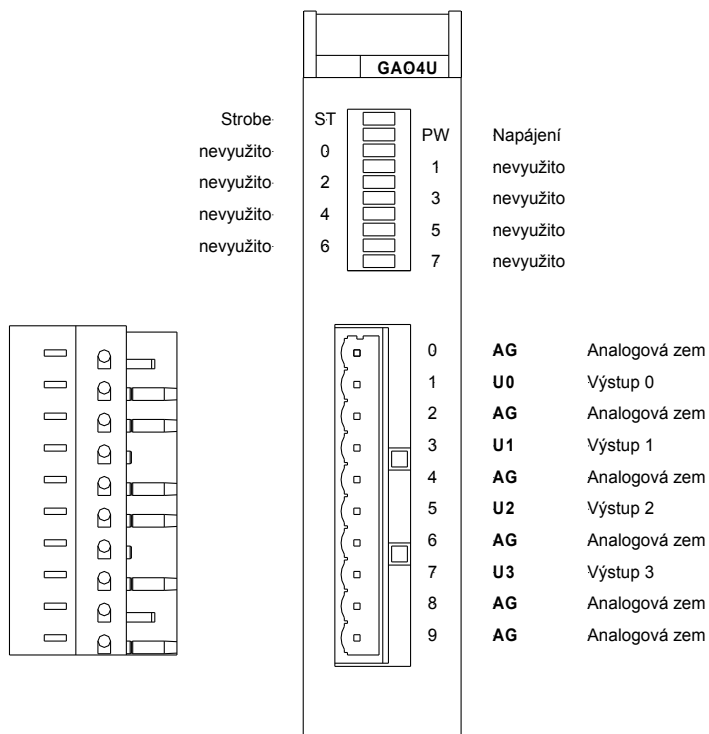 GAO4U
Strobe ST
PW Napájení
nevyužito 0
1 nevyužito
nevyužito 2
3 nevyužito
nevyužito 4
5 nevyužito
nevyužito 6
7 nevyužito
0 AG Analogová zem
1 U0 Výstup 0
2 AG Analogová zem
3 U1 Výstup 1
4 AG Analogová zem
5 U2 Výstup 2
6 AG Analogová zem
7 U3 Výstup 3
8 AG Analogová zem
9 AG Analogová zem